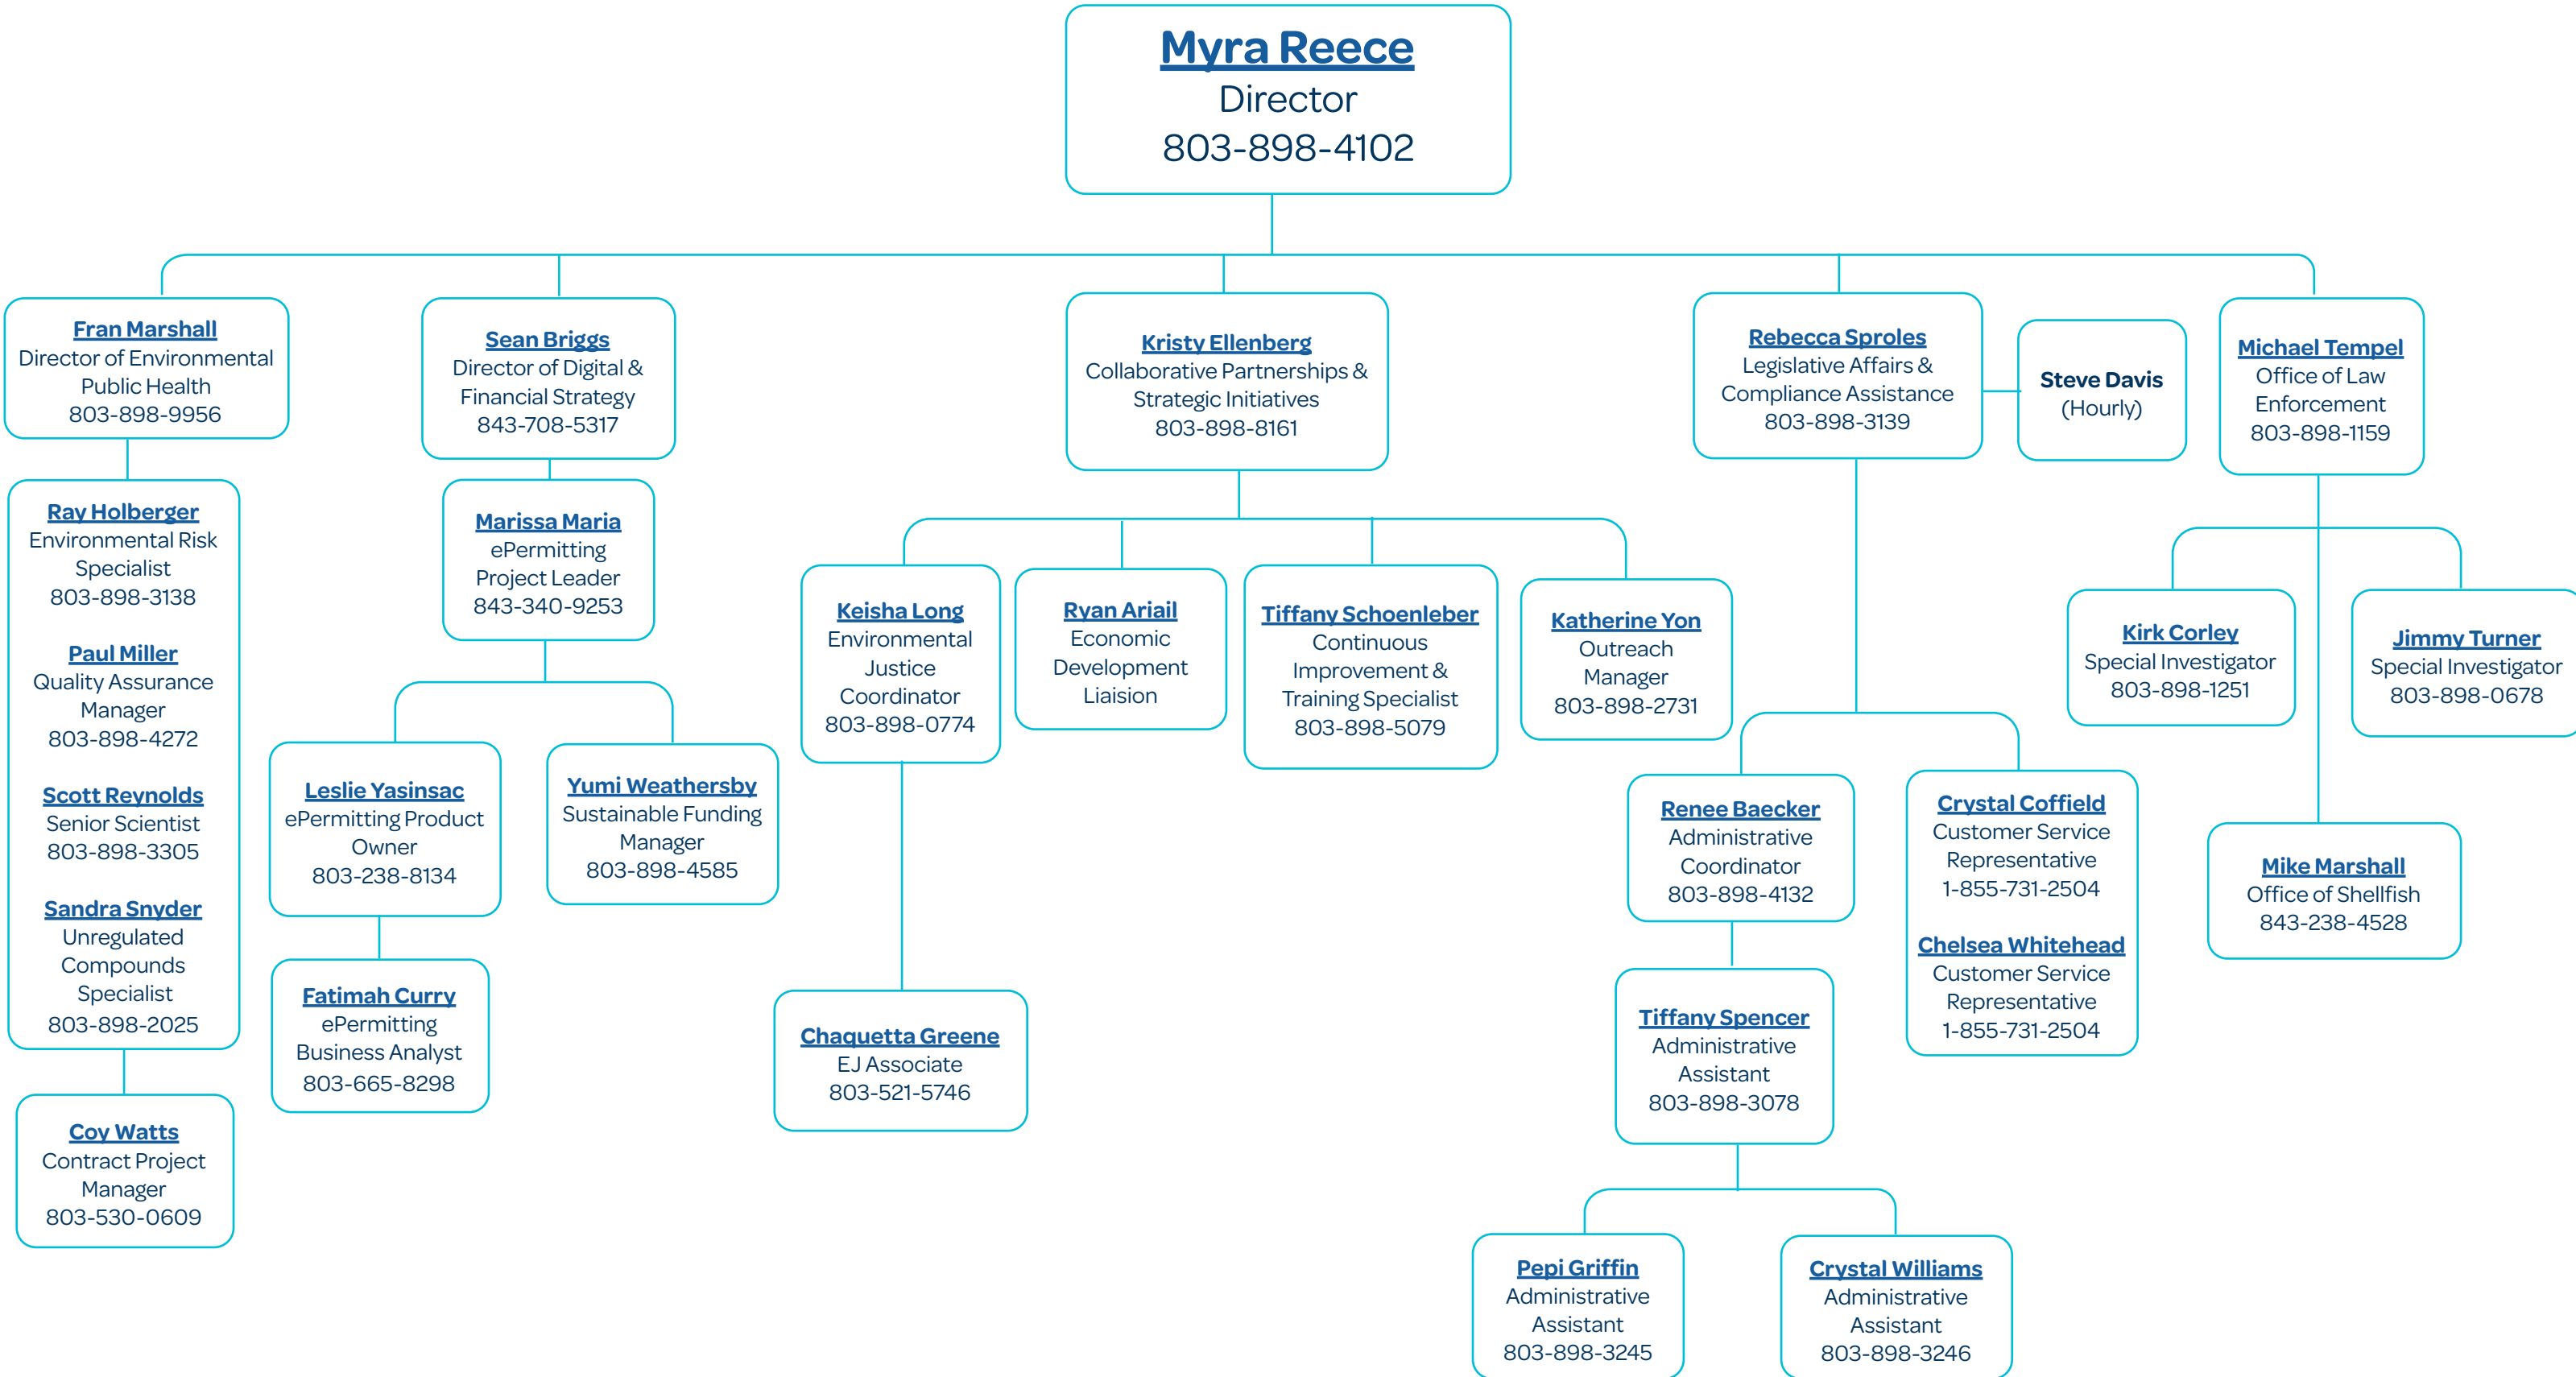 Myra Reece
Director
803-898-4102
Fran Marshall
Director of Environmental
Public Health
803-898-9956
Ray Holberger
Environmental Risk
Specialist
803-898-3138
Paul Miller
Quality Assurance
Manager
803-898-4272
Scott Reynolds
Senior Scientist
803-898-3305
Sandra Snyder
Unregulated
Compounds
Specialist
803-898-2025
Coy Watts
Contract Project
Manager
803-530-0609
Sean Briggs
Director of Digital &
Financial Strategy
843-708-5317
Marissa Maria
ePermitting
Project Leader
843-340-9253
Leslie Yasinsac
ePermitting Product
Owner
803-238-8134
Fatimah Curry
ePermitting
Business Analyst
803-665-8298
Yumi Weathersby
Sustainable Funding
Manager
803-898-4585
Kristy Ellenberg
Collaborative Partnerships &
Strategic Initiatives
803-898-8161
Keisha Long
Environmental
Justice
Coordinator
803-898-0774
Chaquetta Greene
EJ Associate
803-521-5746
Ryan Ariail
Economic
Development
Liaision
Tiffany Schoenleber
Continuous
Improvement &
Training Specialist
803-898-5079
Katherine Yon
Outreach
Manager
803-898-2731
Rebecca Sproles
Legislative Affairs &
Compliance Assistance
803-898-3139
Steve Davis
(Hourly)
Renee Baecker
Administrative
Coordinator
803-898-4132
Tiffany Spencer
Administrative
Assistant
803-898-3078
Pepi Griffin
Administrative
Assistant
803-898-3245
Crystal Williams
Administrative
Assistant
803-898-3246
Crystal Coffield
Customer Service
Representative
1-855-731-2504
Chelsea Whitehead
Customer Service
Representative
1-855-731-2504
Michael Tempel
Office of Law
Enforcement
803-898-1159
Kirk Corley
Special Investigator
803-898-1251
Jimmy Turner
Special Investigator
803-898-0678
Mike Marshall
Office of Shellfish
843-238-4528